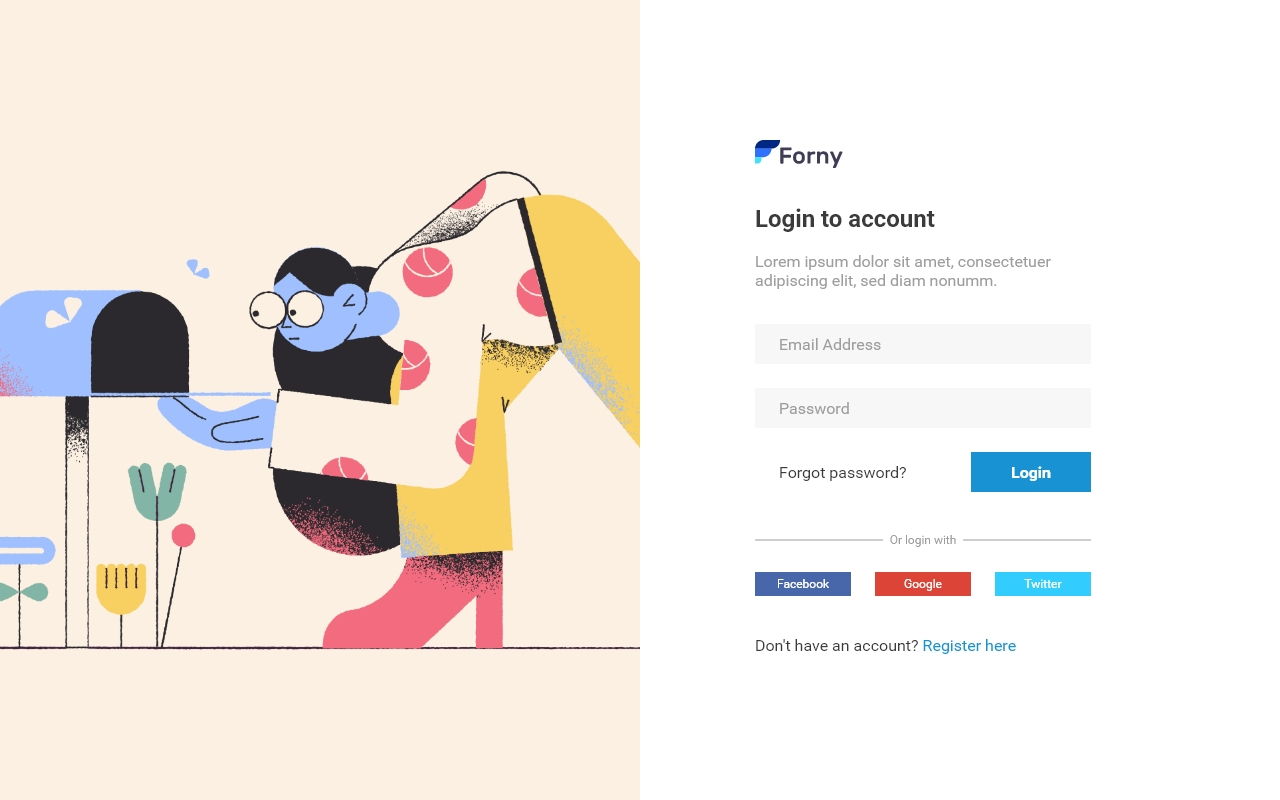 Forny
Login to account
Lorem ipsum dolor sit amet, consectetuer
adipiscing elit, sed diam nonumm.
Email Address
Password
Forgot password? Login
Or login with
Facebook Google Twitter
Don't have an account? Register here